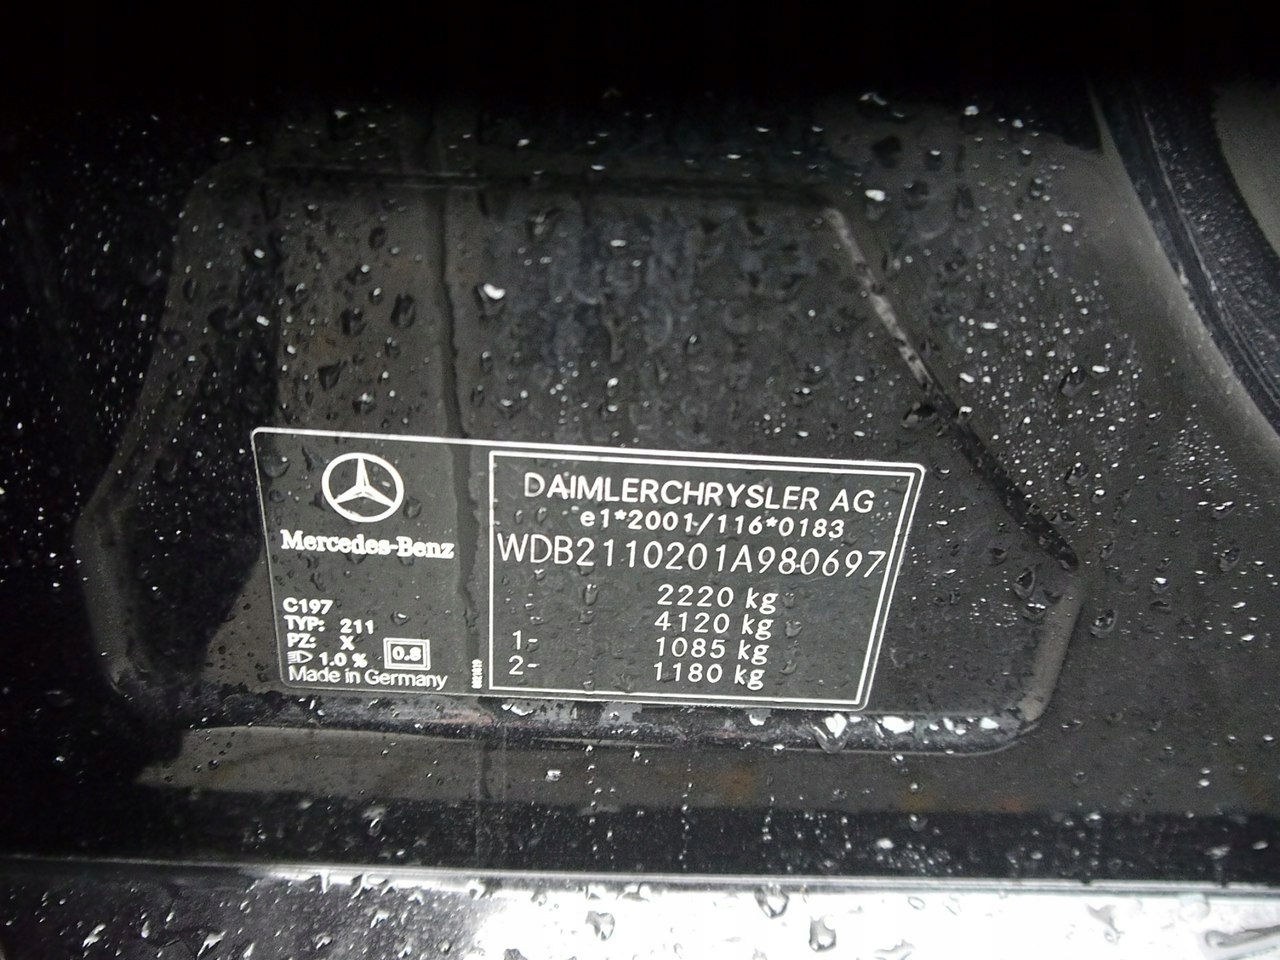 Mercedes-Benz
C197
TYP: 211
PZ: X
1.0 %
0.8
Made in Germany
DAIMLERCHRYSLER AG
e1*2001/116*0183
WDB2110201A980697
2220 kg
4120 kg
1- 1085 kg
2- 1180 kg